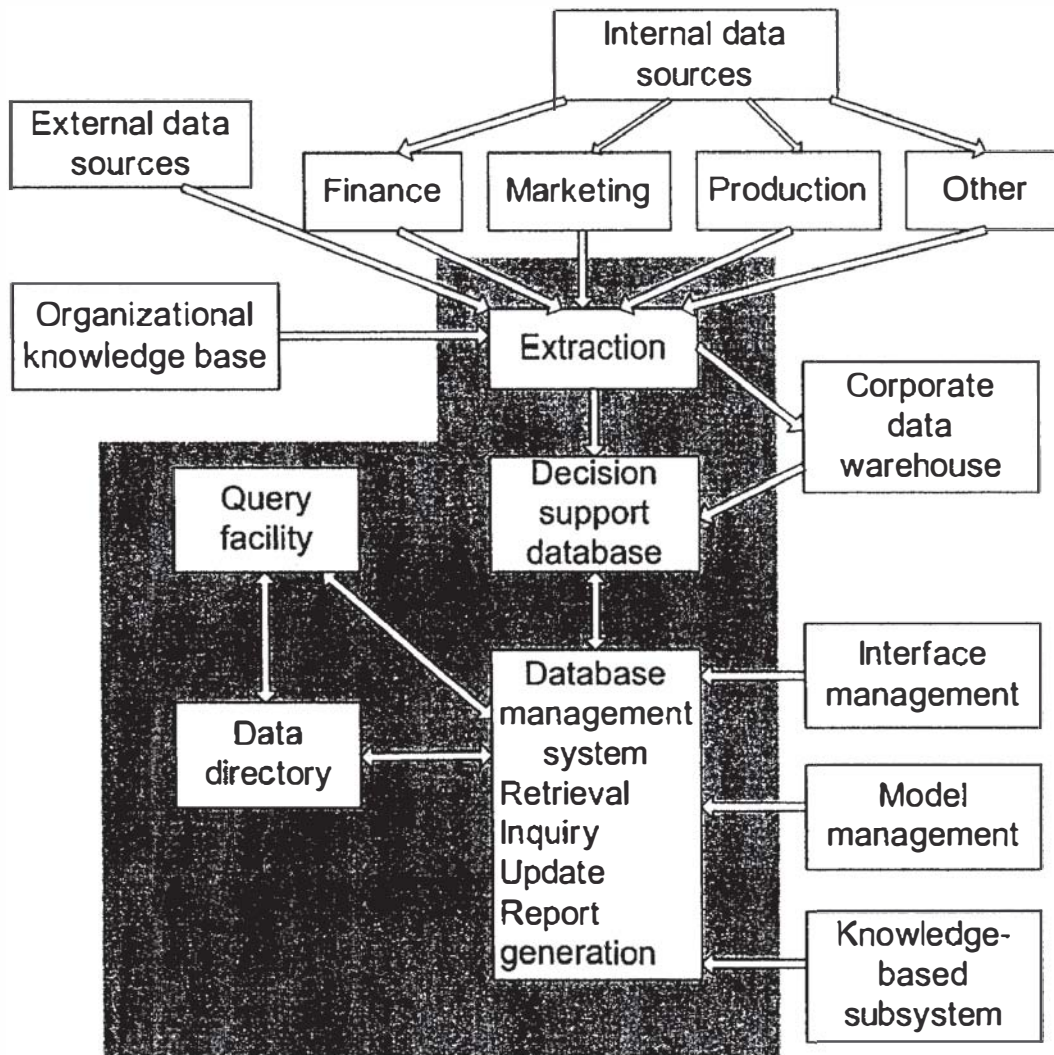 Internal data
sources
External data
sources
Finance
Marketing
Production
Other
Organizational
knowledge base
Extraction
Corporate
data
warehouse
Query
facility
Decision
support
database
Database
management
system
Retrieval
Inquiry
Update
Report
generation
Data
directory
Interface
management
Model
management
Knowledge-
based
subsystem